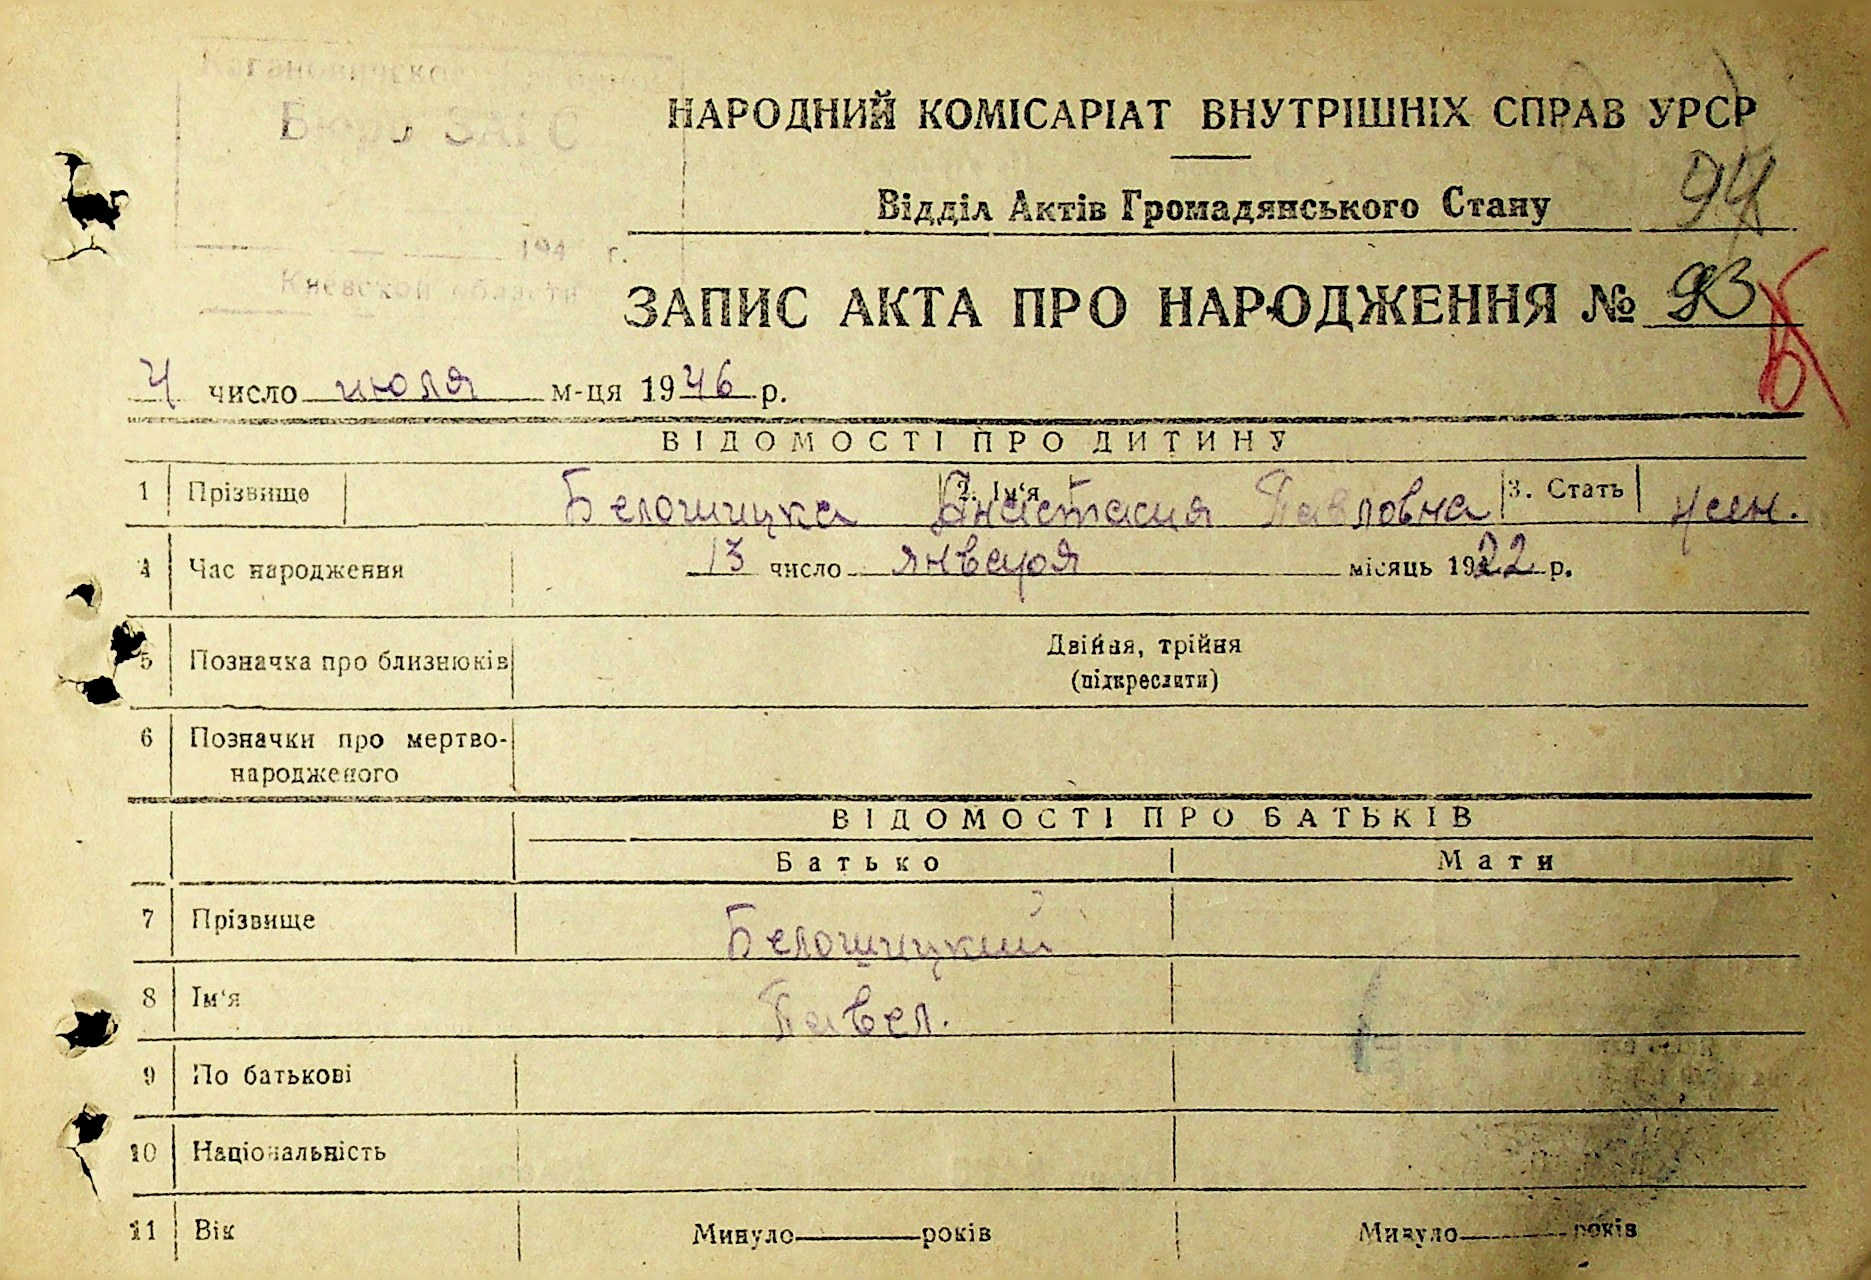 Бюро ЗАГС
194 г.
Киевской области
НАРОДНИЙ КОМІСАРІАТ ВНУТРІШНІХ СПРАВ УРСР
Відділ Актів Громадянського Стану 94
ЗАПИС АКТА ПРО НАРОДЖЕННЯ № 93
4 число июля м-ця 1946 р.
ВІДОМОСТІ ПРО ДИТИНУ
1 Прізвище Белошицка 2. Ім'я Анастасия Павловна 3. Стать жен.
4 Час народження 13 число января місяць 1922 р.
5 Позначка про близнюків Двійня, трійня
(підкреслити)
6 Позначки про мертво-
народженого
ВІДОМОСТІ ПРО БАТЬКІВ
Батько Мати
7 Прізвище Белошицкий
8 Ім'я Павел.
9 По батькові
10 Національність
11 Вік Минуло років Минуло років